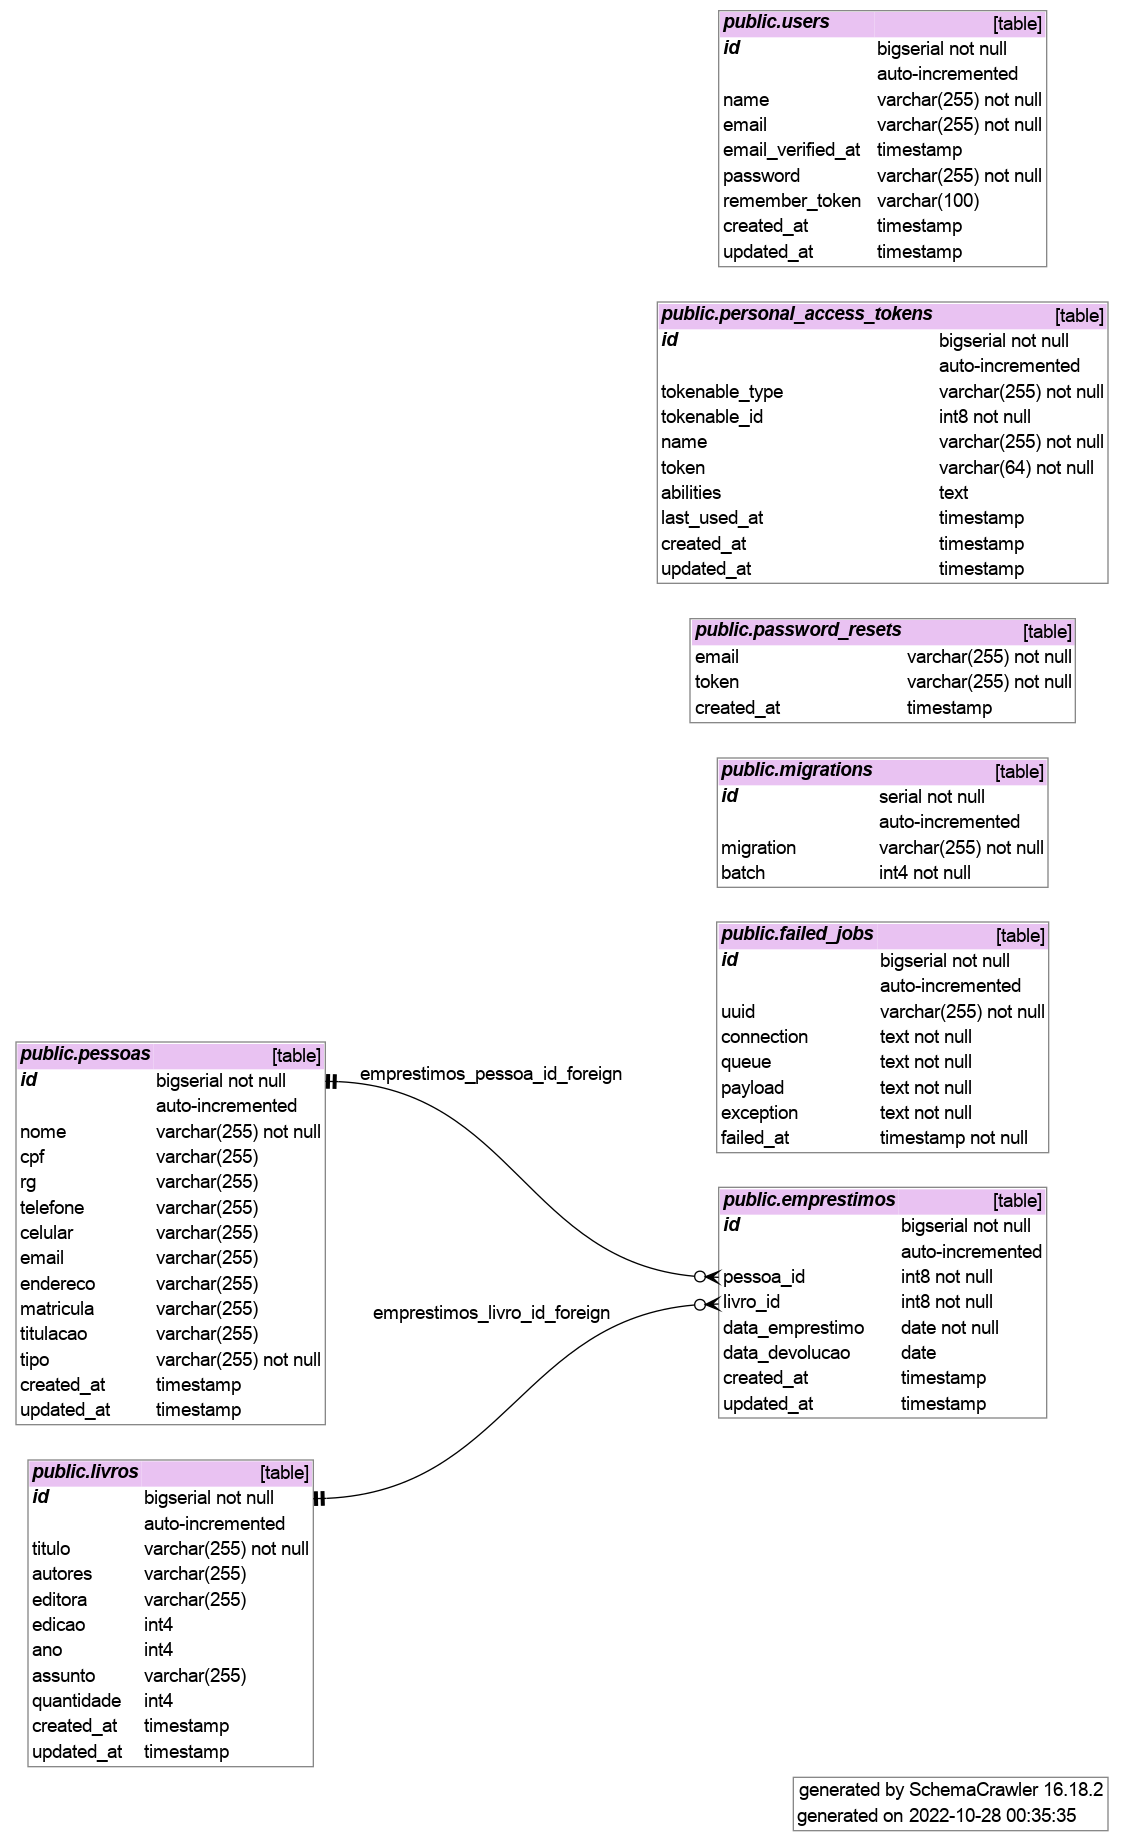 public.users [table]
id bigserial not null
auto-incremented
name varchar(255) not null
email varchar(255) not null
email_verified_at timestamp
password varchar(255) not null
remember_token varchar(100)
created_at timestamp
updated_at timestamp
public.personal_access_tokens [table]
id bigserial not null
auto-incremented
tokenable_type varchar(255) not null
tokenable_id int8 not null
name varchar(255) not null
token varchar(64) not null
abilities text
last_used_at timestamp
created_at timestamp
updated_at timestamp
public.password_resets [table]
email varchar(255) not null
token varchar(255) not null
created_at timestamp
public.migrations [table]
id serial not null
auto-incremented
migration varchar(255) not null
batch int4 not null
public.failed_jobs [table]
id bigserial not null
auto-incremented
uuid varchar(255) not null
connection text not null
queue text not null
payload text not null
exception text not null
failed_at timestamp not null
public.pessoas [table]
id bigserial not null
auto-incremented
nome varchar(255) not null
cpf varchar(255)
rg varchar(255)
telefone varchar(255)
celular varchar(255)
email varchar(255)
endereco varchar(255)
matricula varchar(255)
titulacao varchar(255)
tipo varchar(255) not null
created_at timestamp
updated_at timestamp
emprestimos_pessoa_id_foreign
emprestimos_livro_id_foreign
public.emprestimos [table]
id bigserial not null
auto-incremented
pessoa_id int8 not null
livro_id int8 not null
data_emprestimo date not null
data_devolucao date
created_at timestamp
updated_at timestamp
public.livros [table]
id bigserial not null
auto-incremented
titulo varchar(255) not null
autores varchar(255)
editora varchar(255)
edicao int4
ano int4
assunto varchar(255)
quantidade int4
created_at timestamp
updated_at timestamp
generated by SchemaCrawler 16.18.2
generated on 2022-10-28 00:35:35